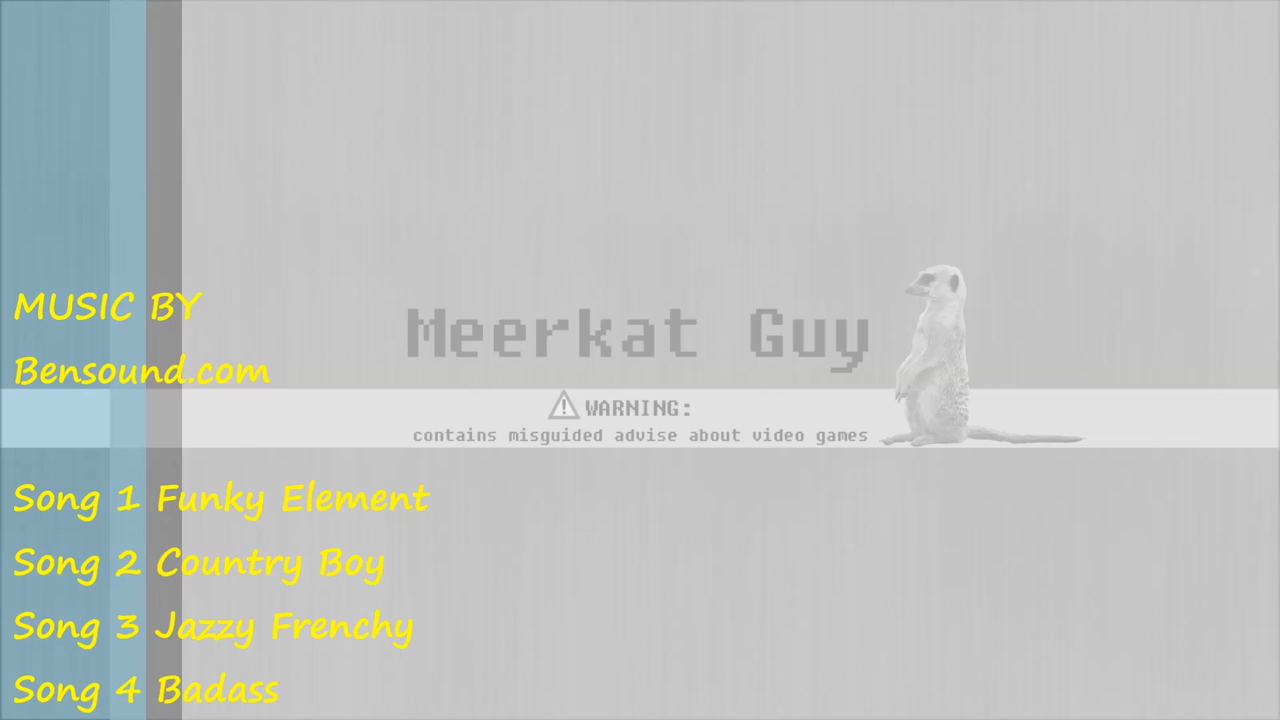 MUSIC BY
Bensound.com
Meerkat Guy
WARNING:
contains misguided advise about video games
Song 1 Funky Element
Song 2 Country Boy
Song 3 Jazzy Frenchy
Song 4 Badass